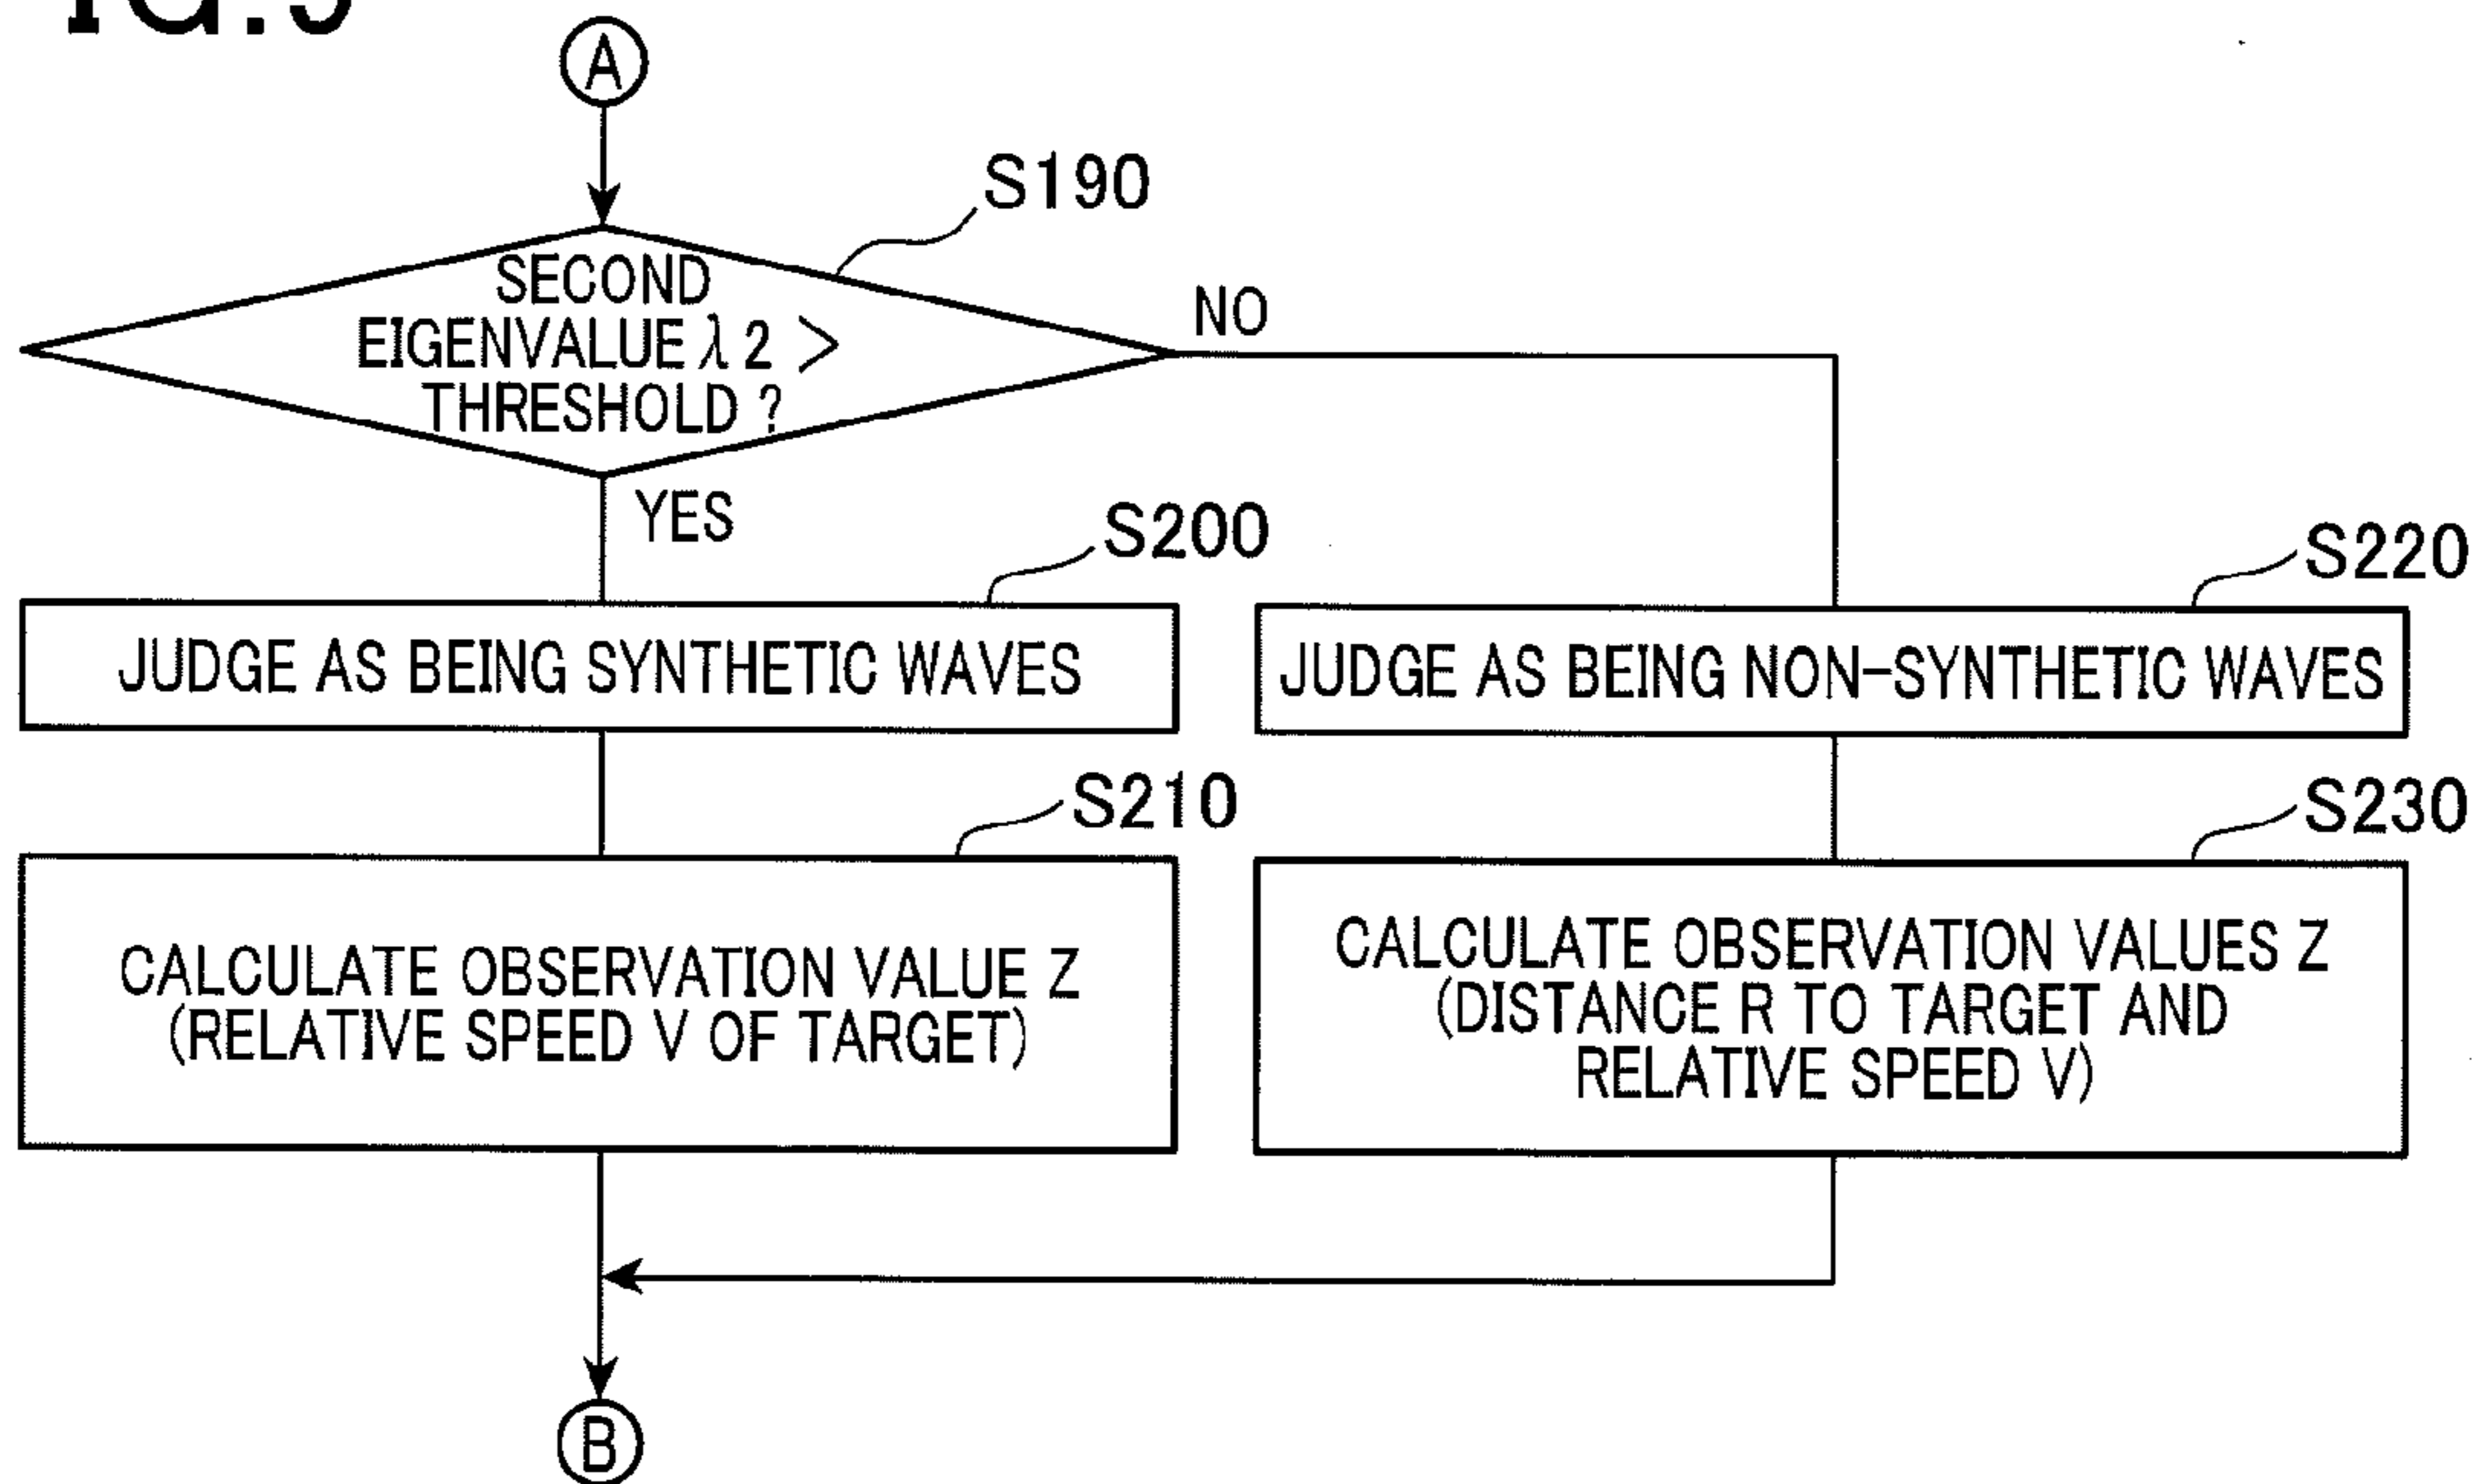 A
S190
SECOND
EIGENVALUE λ 2 >
THRESHOLD ?
NO
YES
S200
S220
JUDGE AS BEING SYNTHETIC WAVES
JUDGE AS BEING NON-SYNTHETIC WAVES
S210
S230
CALCULATE OBSERVATION VALUE Z
(RELATIVE SPEED V OF TARGET)
CALCULATE OBSERVATION VALUES Z
(DISTANCE R TO TARGET AND
RELATIVE SPEED V)
B